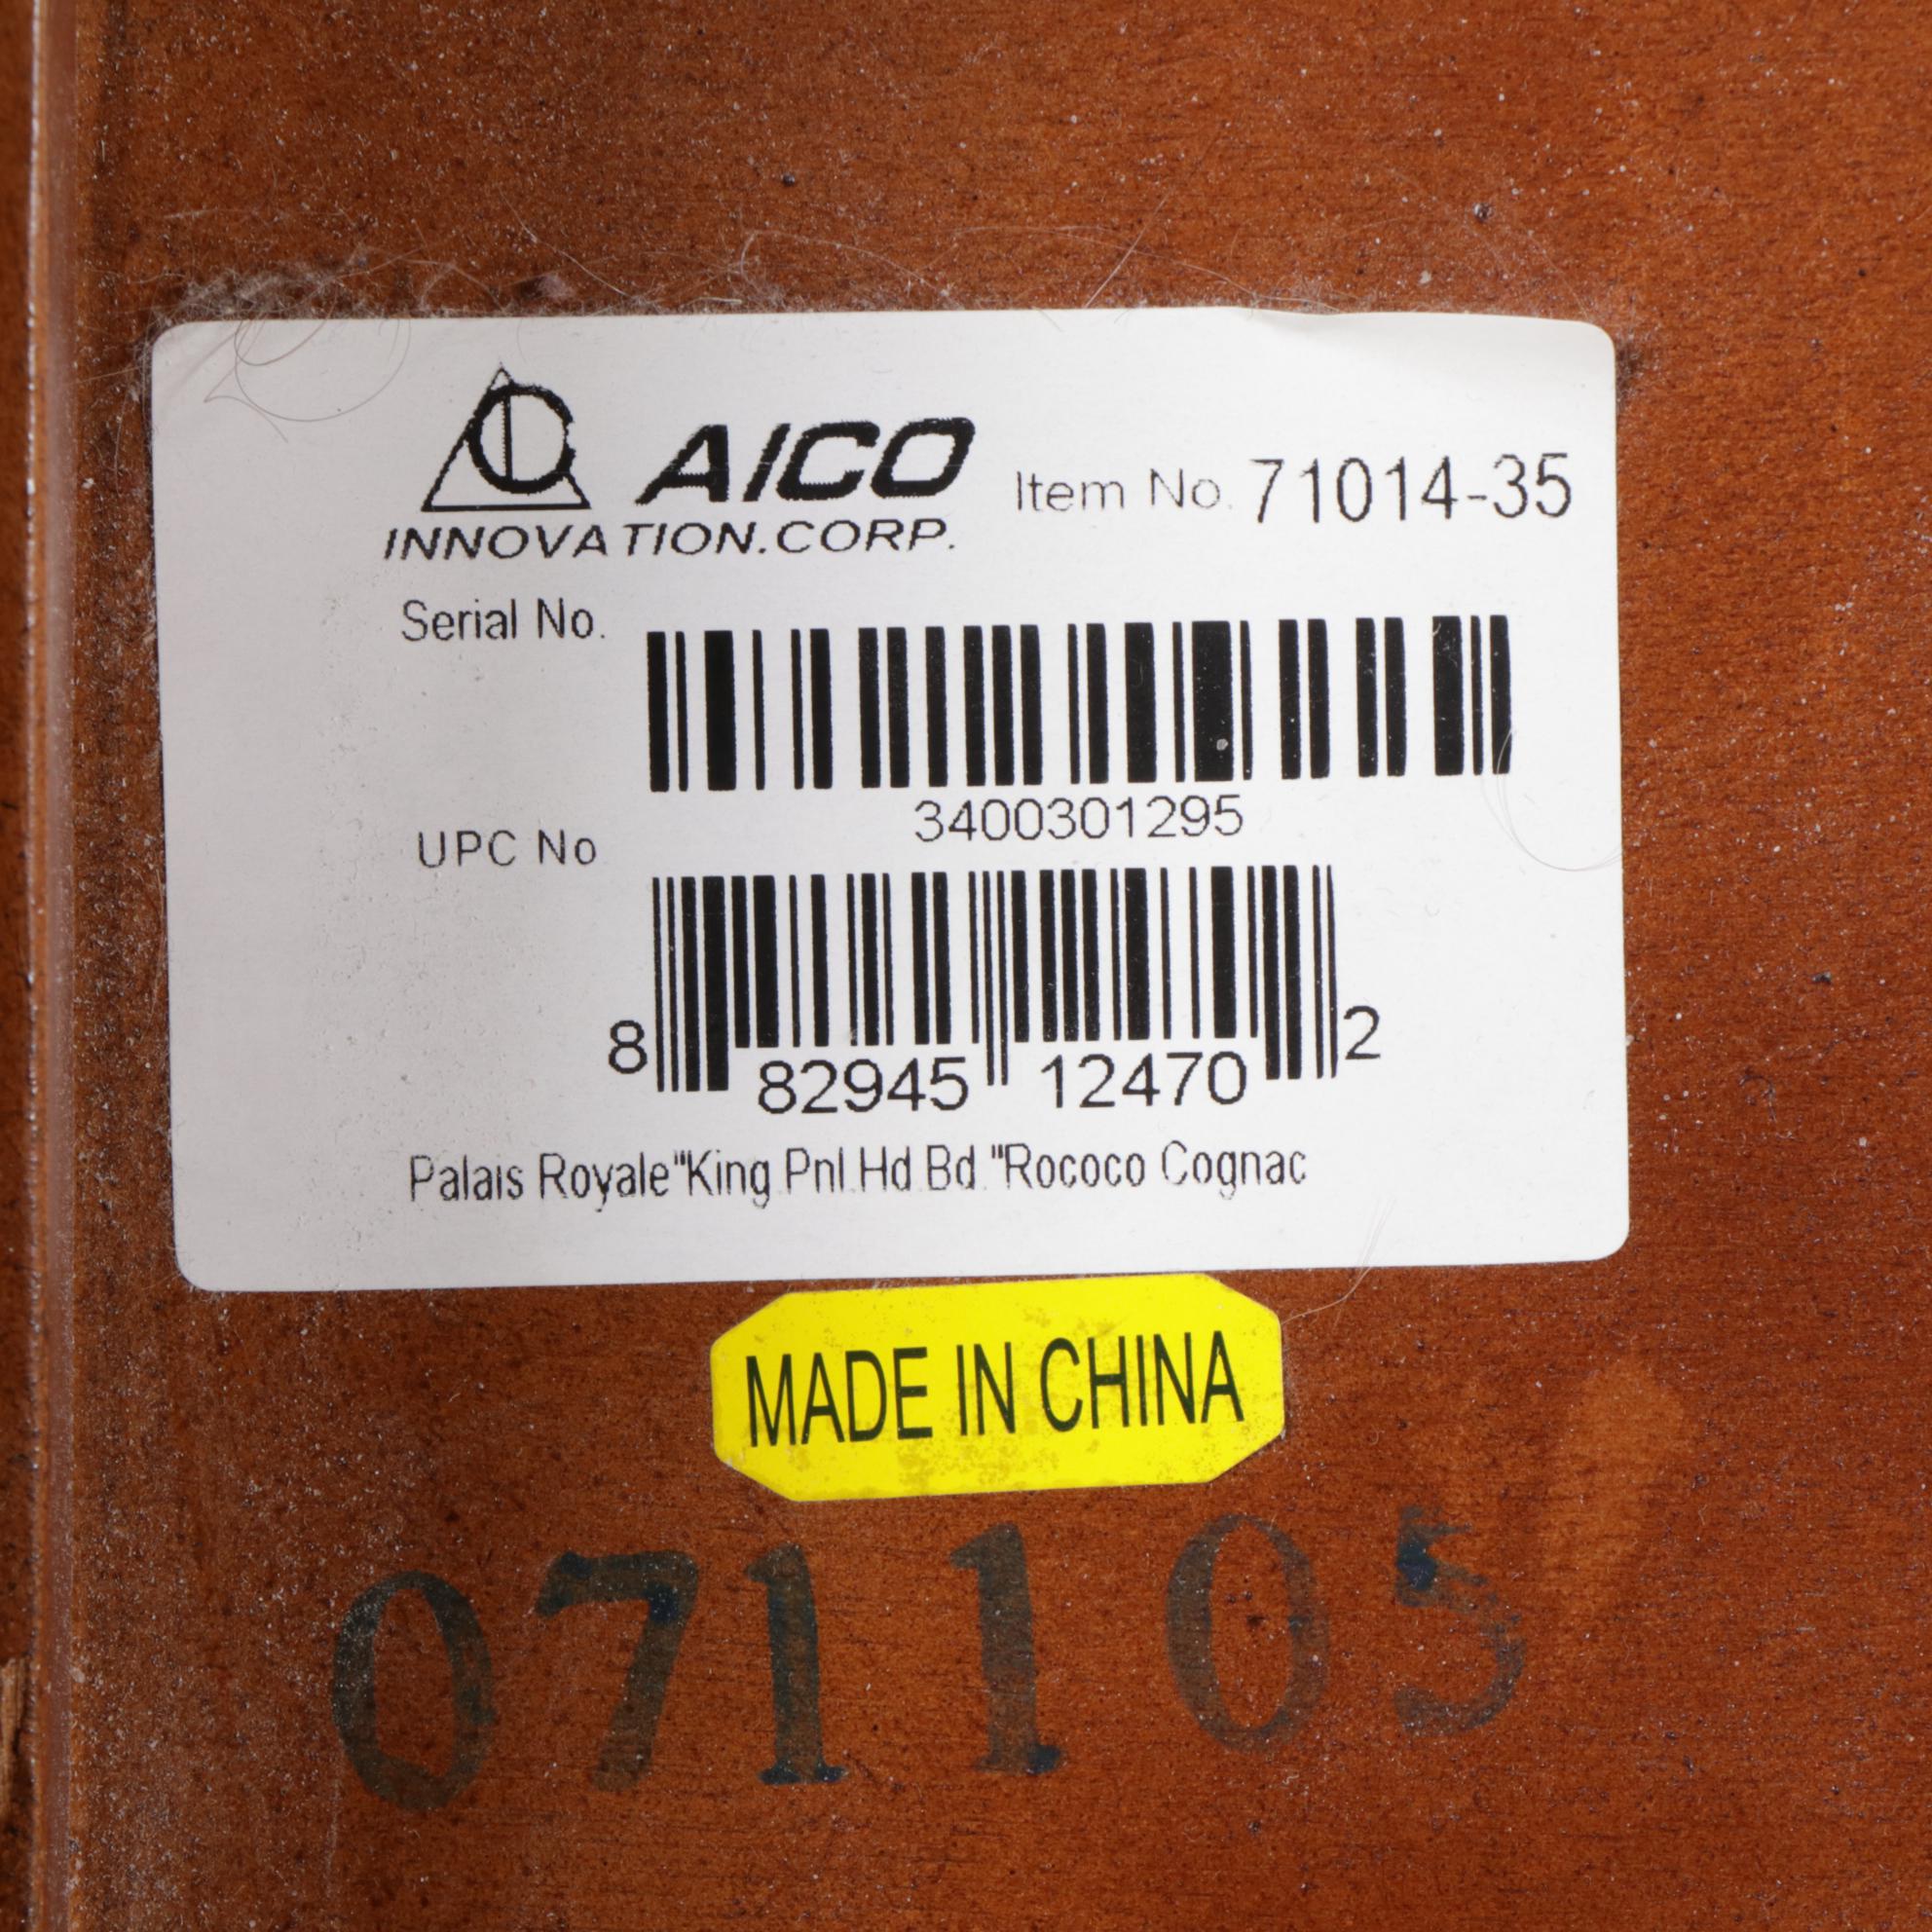 AICO
INNOVATION.CORP.
Item No. 71014-35
Serial No.
3400301295
UPC No
8 82945 12470 2
Palais Royale"King Pnl.Hd Bd."Rococo Cognac
MADE IN CHINA
071105